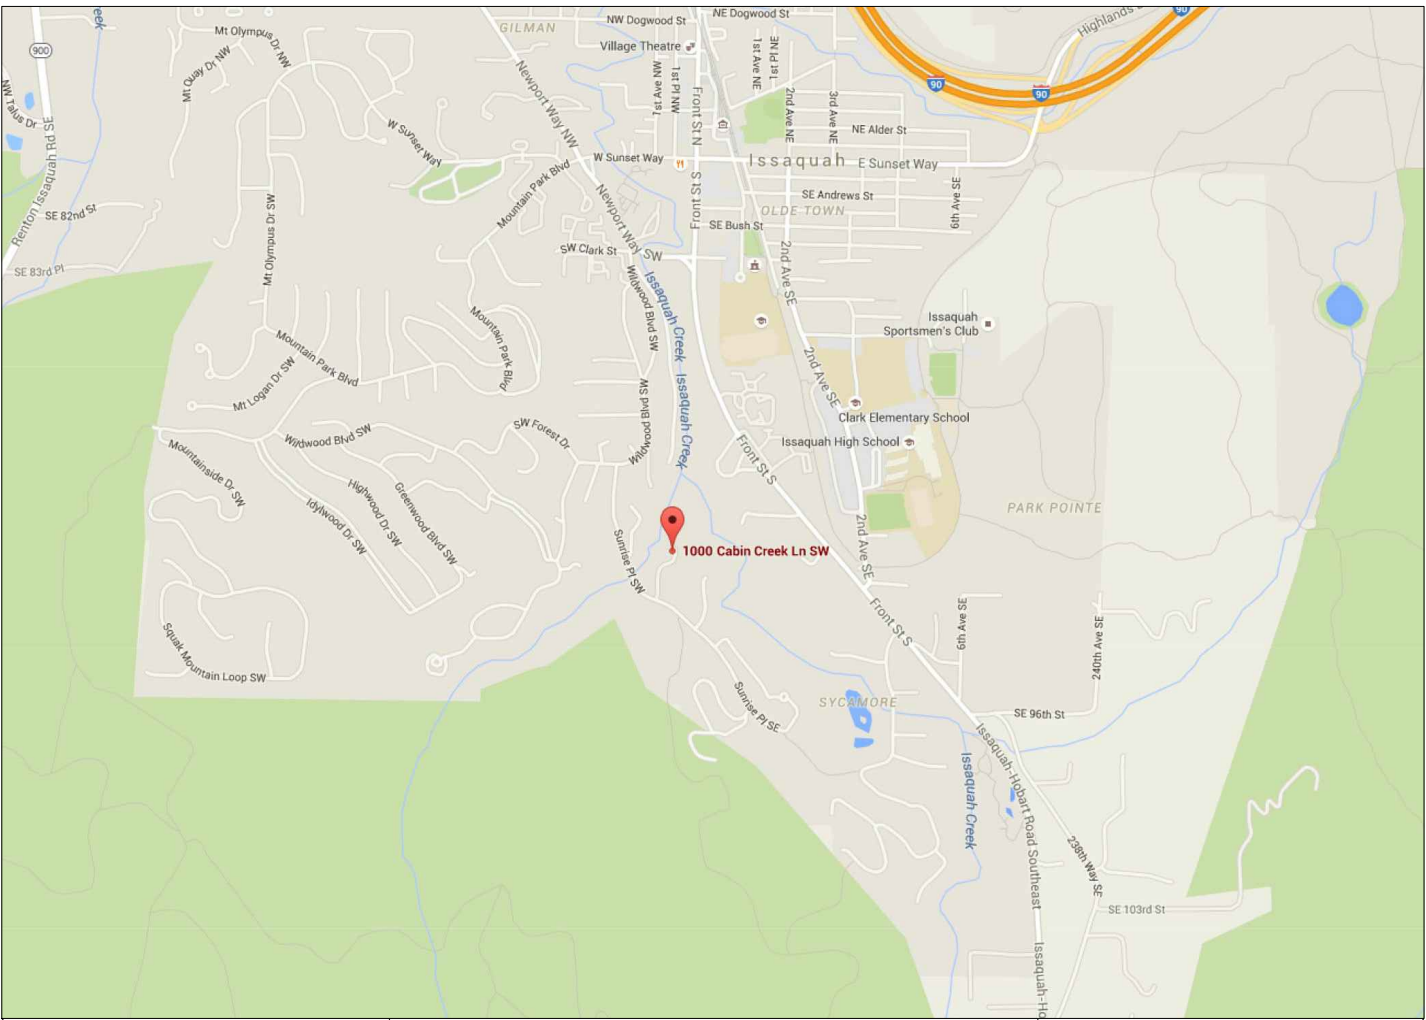 eek
Mt Olympus Dr NW
GILMAN
NW Dogwood St
NE Dogwood St
90
Highlands
900
Mt Quay Dr NW
Village Theatre
1st Ave NW
1st Pl NW
Front St N
1st Ave NE
1st Pl NE
2nd Ave NE
3rd Ave NE
90
90
NW Talus Dr
Newport Way NW
NE Alder St
W Sunset Way
W Sunset Way
Issaquah
E Sunset Way
Renton Issaquah Rd SE
SE 82nd St
Mountain Park Blvd
Front St S
SE Andrews St
6th Ave SE
OLDE TOWN
SE Bush St
Mt Olympus Dr SW
Newport Way SW
SW Clark St
2nd Ave SE
SE 83rd Pl
Wildwood Blvd SW
Issaquah Creek
Issaquah
Sportsmen's Club
Mountain Park Blvd
Mountain Park Blvd
2nd Ave SE
Mt Logan Dr SW
Wildwood Blvd SW
Issaquah Creek
Clark Elementary School
Wildwood Blvd SW
SW Forest Dr
Issaquah High School
Front St S
Mountainside Dr SW
Highwood Dr SW
Greenwood Blvd SW
Idylwood Dr SW
PARK POINTE
2nd Ave SE
Sunrise Pl SW
1000 Cabin Creek Ln SW
Front St S
6th Ave SE
240th Ave SE
Squak Mountain Loop SW
Sunrise Pl SE
SYCAMORE
SE 96th St
Issaquah-Hobart Road Southeast
Issaquah Creek
238th Way SE
SE 103rd St
Issaquah-Ho